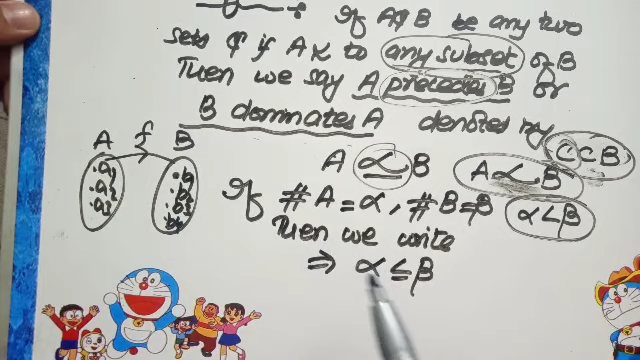 If A & B be any two
sets & if A ≺ to any subset of B
Then we say A precedes B or
B dominates A denoted by
A ≾ B
C ⊂ B
A ≺ B
A f B
.a1 .b1
.a2 .b2
.a3 .b3
b4
If #A = α, #B = β
α < β
Then we write
⇒ α ≤ β